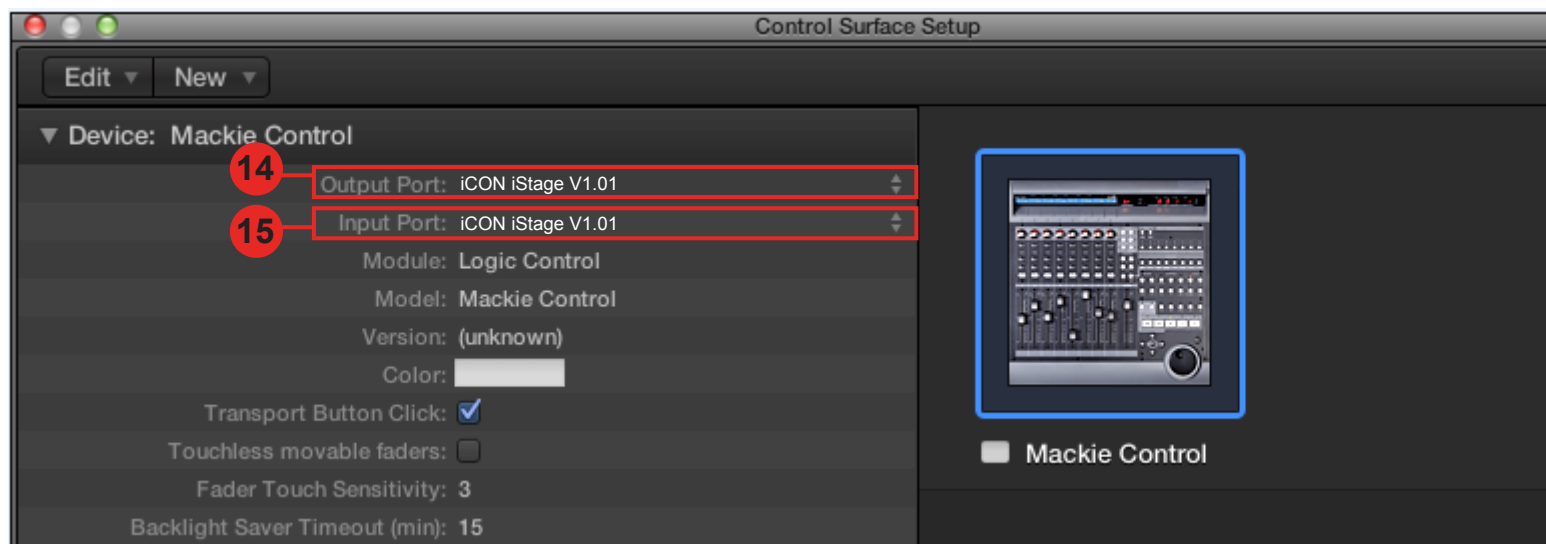 Control Surface Setup
Edit New
Device: Mackie Control
14 Output Port: iCON iStage V1.01
15 Input Port: iCON iStage V1.01
Module: Logic Control
Model: Mackie Control
Version: (unknown)
Color:
Transport Button Click:
Touchless movable faders:
Fader Touch Sensitivity: 3
Backlight Saver Timeout (min): 15
Mackie Control